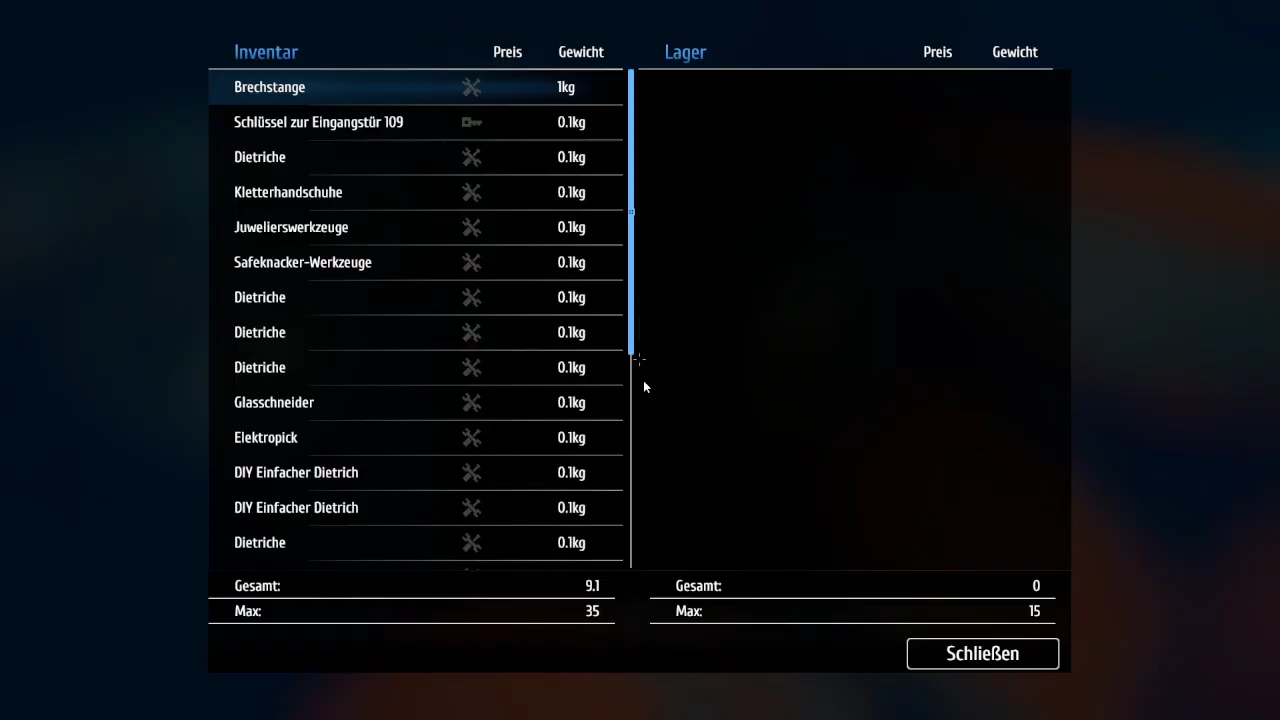 Inventar Preis Gewicht
Brechstange 1kg
Schlüssel zur Eingangstür 109 0.1kg
Dietriche 0.1kg
Kletterhandschuhe 0.1kg
Juwelierswerkzeuge 0.1kg
Safeknacker-Werkzeuge 0.1kg
Dietriche 0.1kg
Dietriche 0.1kg
Dietriche 0.1kg
Glasschneider 0.1kg
Elektropick 0.1kg
DIY Einfacher Dietrich 0.1kg
DIY Einfacher Dietrich 0.1kg
Dietriche 0.1kg
Gesamt: 9.1
Max: 35
Lager Preis Gewicht
Gesamt: 0
Max: 15
Schließen